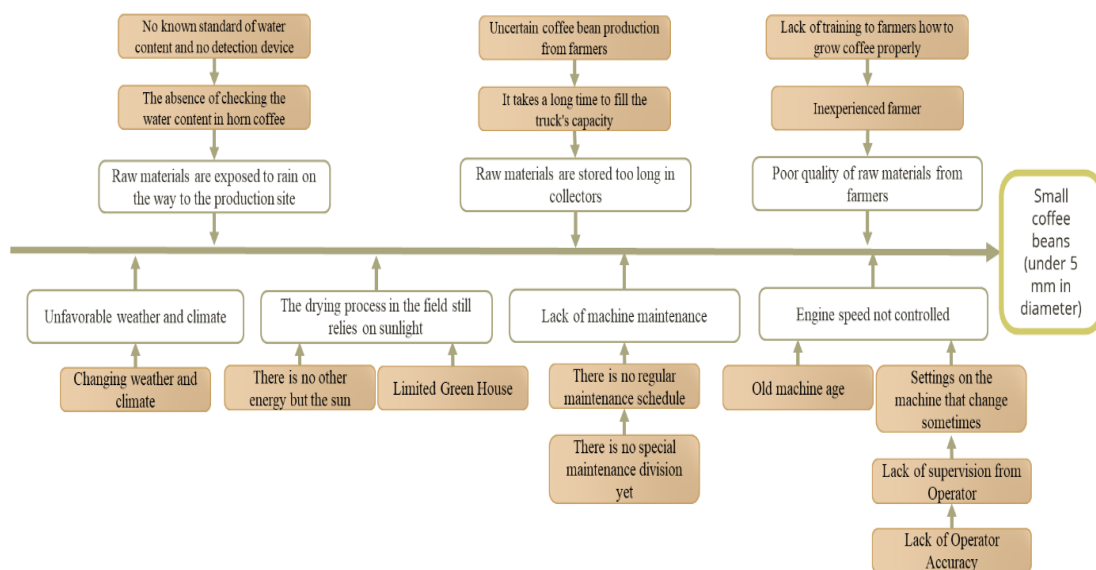 No known standard of water
content and no detection device
Uncertain coffee bean production
from farmers
Lack of training to farmers how to
grow coffee properly
The absence of checking the
water content in horn coffee
It takes a long time to fill the
truck's capacity
Inexperienced farmer
Raw materials are exposed to rain on
the way to the production site
Raw materials are stored too long in
collectors
Poor quality of raw materials from
farmers
Small
coffee
beans
(under 5
mm in
diameter)
Unfavorable weather and climate
The drying process in the field still
relies on sunlight
Lack of machine maintenance
Engine speed not controlled
Changing weather and
climate
There is no other
energy but the sun
Limited Green House
There is no regular
maintenance schedule
Old machine age
Settings on the
machine that change
sometimes
There is no special
maintenance division
yet
Lack of supervision from
Operator
Lack of Operator
Accuracy